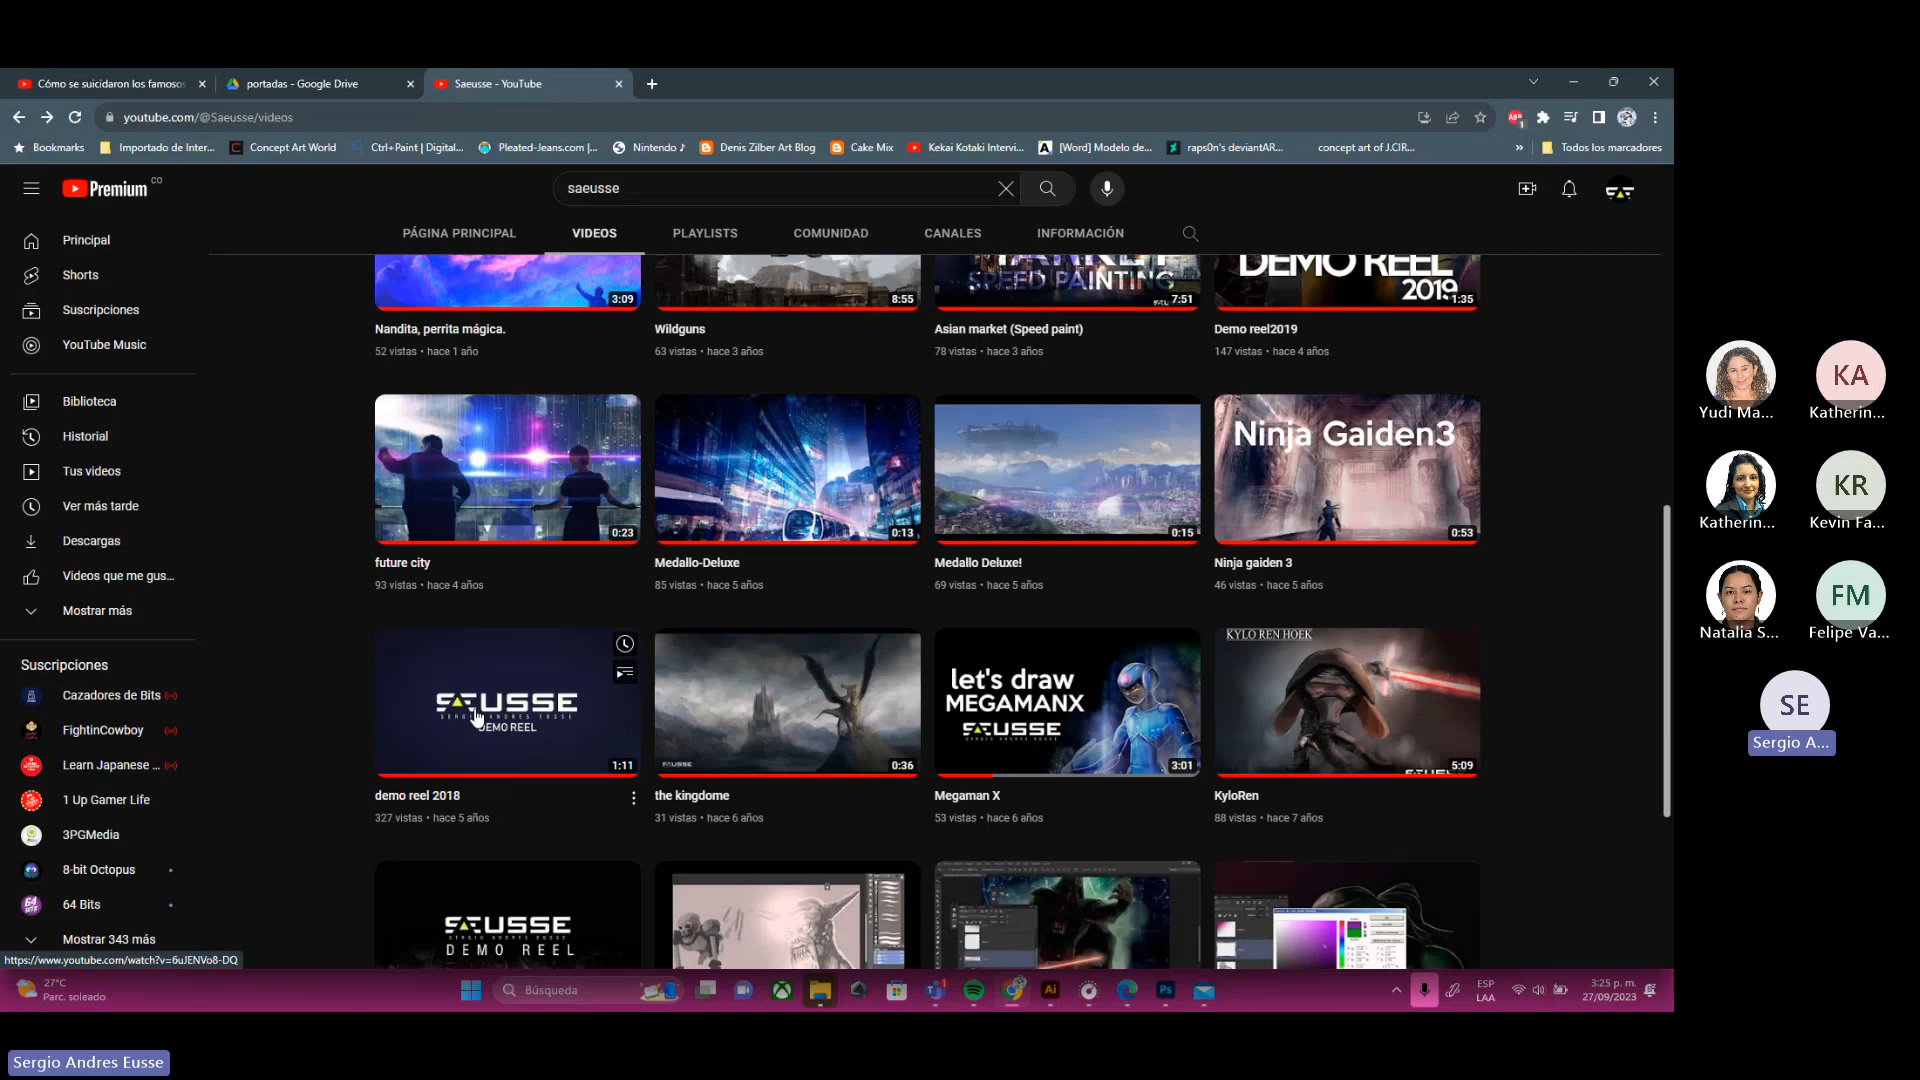 Cómo se suicidaron los famosos
portadas - Google Drive
Saeusse - YouTube
youtube.com/@Saeusse/videos
ABP
1
Bookmarks
Importado de Inter...
Concept Art World
Ctrl+Paint | Digital...
Pleated-Jeans.com |...
Nintendo ♪
Denis Zilber Art Blog
Cake Mix
Kekai Kotaki Intervi...
[Word] Modelo de...
raps0n's deviantAR...
concept art of J.CIR...
»
Todos los marcadores
Premium CO
saeusse
PÁGINA PRINCIPAL
VIDEOS
PLAYLISTS
COMUNIDAD
CANALES
INFORMACIÓN
Principal
Shorts
Suscripciones
YouTube Music
Biblioteca
Historial
Tus videos
Ver más tarde
Descargas
Videos que me gus...
Mostrar más
Suscripciones
Cazadores de Bits
FightinCowboy
Learn Japanese ...
1 Up Gamer Life
3PGMedia
8-bit Octopus
64 Bits
Mostrar 343 más
https://www.youtube.com/watch?v=6uJENVo8-DQ
3:09
Nandita, perrita mágica.
52 vistas • hace 1 año
8:55
Wildguns
63 vistas • hace 3 años
MARKET
SPEED PAINTING
7:51
Asian market (Speed paint)
78 vistas • hace 3 años
DEMO REEL
2019
1:35
Demo reel2019
147 vistas • hace 4 años
0:23
future city
93 vistas • hace 4 años
0:13
Medallo-Deluxe
85 vistas • hace 5 años
0:15
Medallo Deluxe!
69 vistas • hace 5 años
Ninja Gaiden3
0:53
Ninja gaiden 3
46 vistas • hace 5 años
SAEUSSE
SERGIO ANDRES EUSSE
DEMO REEL
1:11
demo reel 2018
327 vistas • hace 5 años
0:36
the kingdome
31 vistas • hace 6 años
let's draw
MEGAMANX
SAEUSSE
3:01
Megaman X
53 vistas • hace 6 años
KYLO REN HOEK
5:09
KyloRen
88 vistas • hace 7 años
SAEUSSE
SERGIO ANDRES EUSSE
DEMO REEL
27°C
Parc. soleado
Búsqueda
ESP
LAA
3:25 p. m.
27/09/2023
Yudi Ma...
KA
Katherin...
Katherin...
KR
Kevin Fa...
Natalia S...
FM
Felipe Va...
SE
Sergio A...
Sergio Andres Eusse